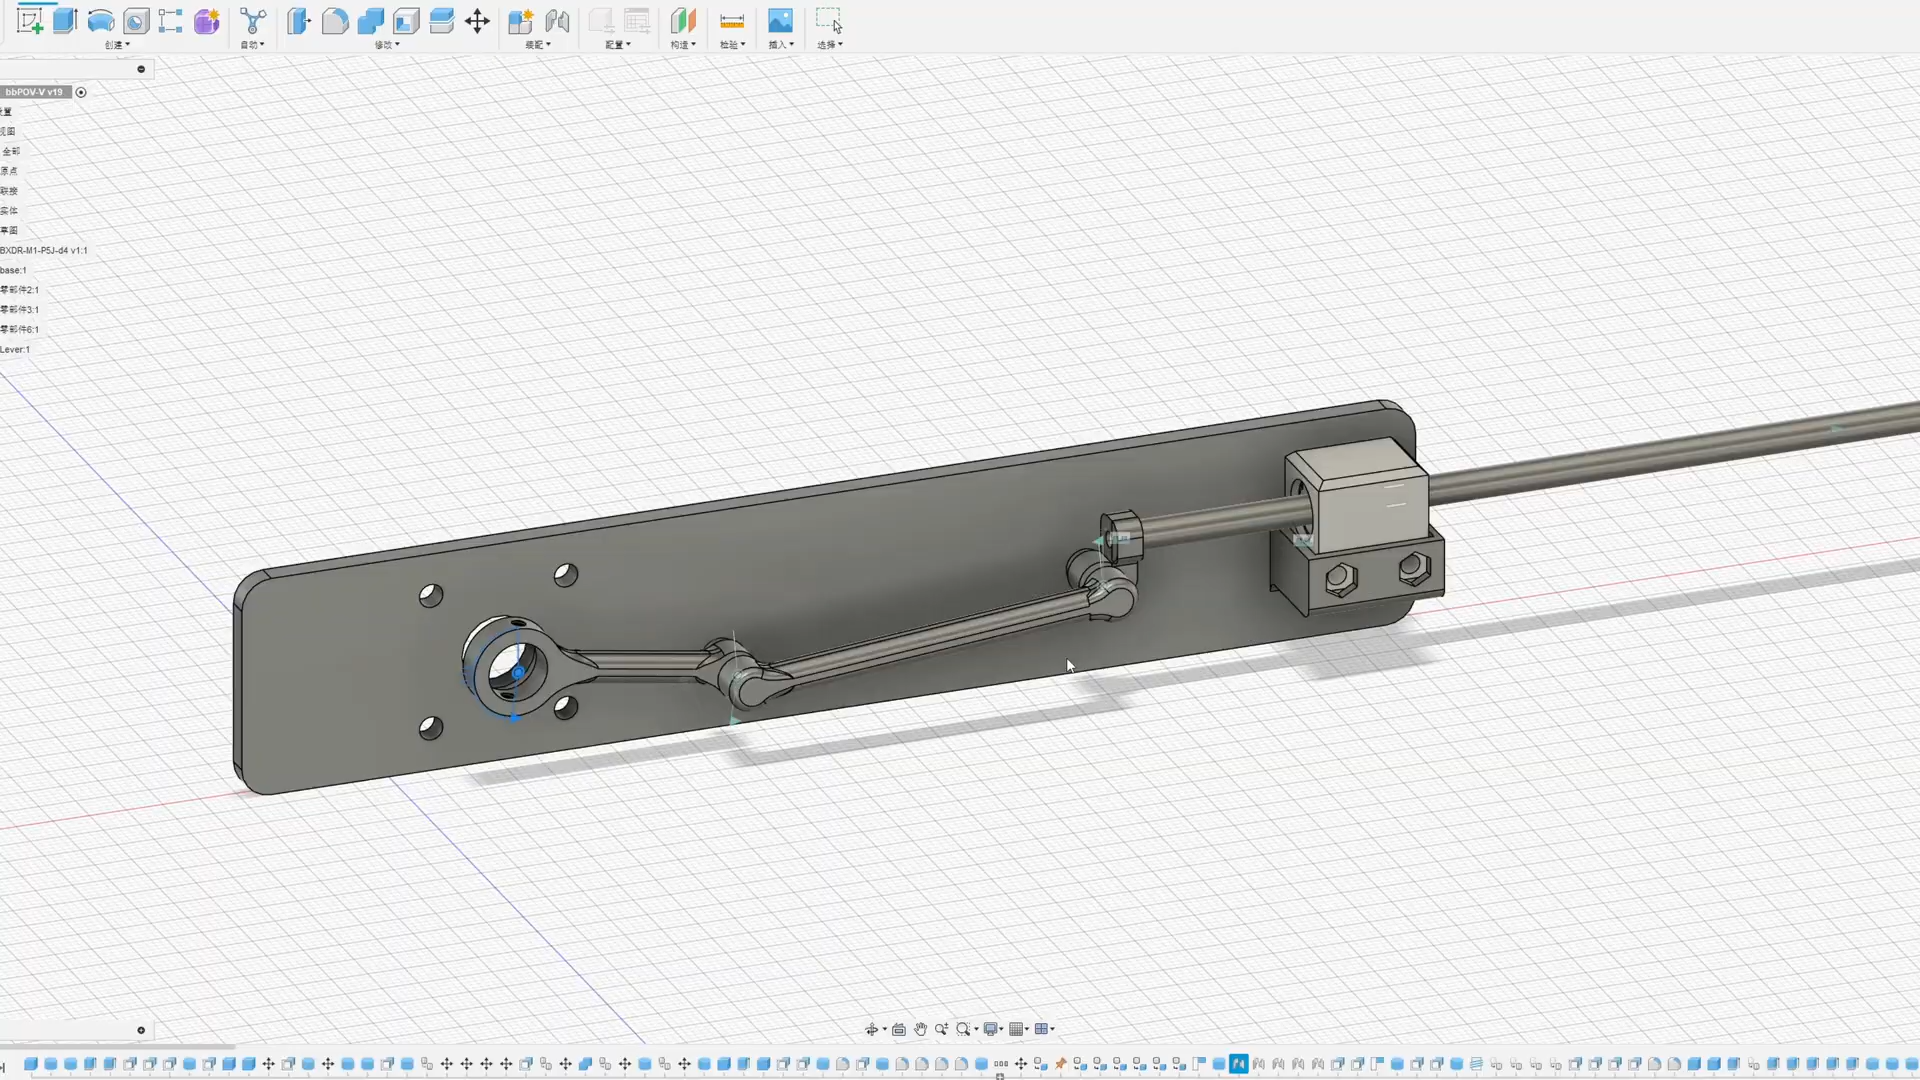 创建▾
自动▾
修改▾
装配▾
配置▾
构造▾
检验▾
插入▾
选择▾
bbPOV-V v19
视图
全部
原点
联接
实体
草图
BXDR-M1-P5J-d4 v1:1
base:1
零部件2:1
零部件3:1
零部件6:1
Lever:1